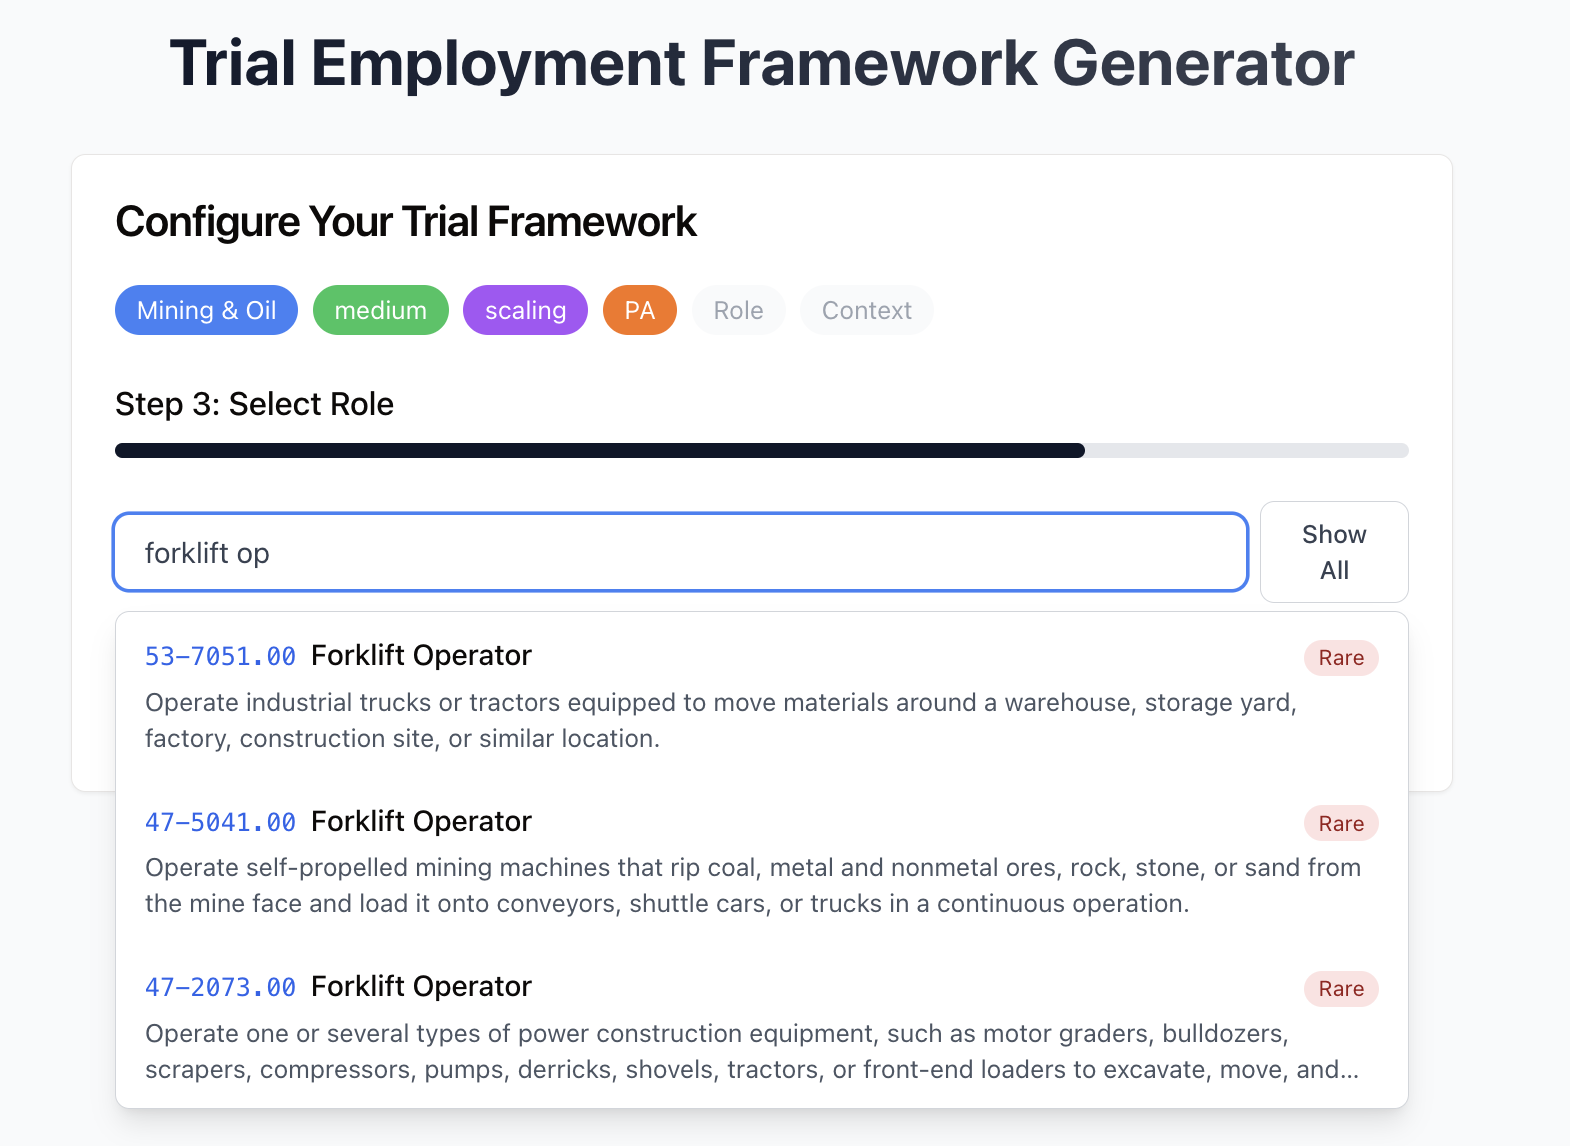 Trial Employment Framework Generator
Configure Your Trial Framework
Mining & Oil medium scaling PA Role Context
Step 3: Select Role
forklift op
Show
All
53-7051.00 Forklift Operator Rare
Operate industrial trucks or tractors equipped to move materials around a warehouse, storage yard,
factory, construction site, or similar location.
47-5041.00 Forklift Operator Rare
Operate self-propelled mining machines that rip coal, metal and nonmetal ores, rock, stone, or sand from
the mine face and load it onto conveyors, shuttle cars, or trucks in a continuous operation.
47-2073.00 Forklift Operator Rare
Operate one or several types of power construction equipment, such as motor graders, bulldozers,
scrapers, compressors, pumps, derricks, shovels, tractors, or front-end loaders to excavate, move, and...